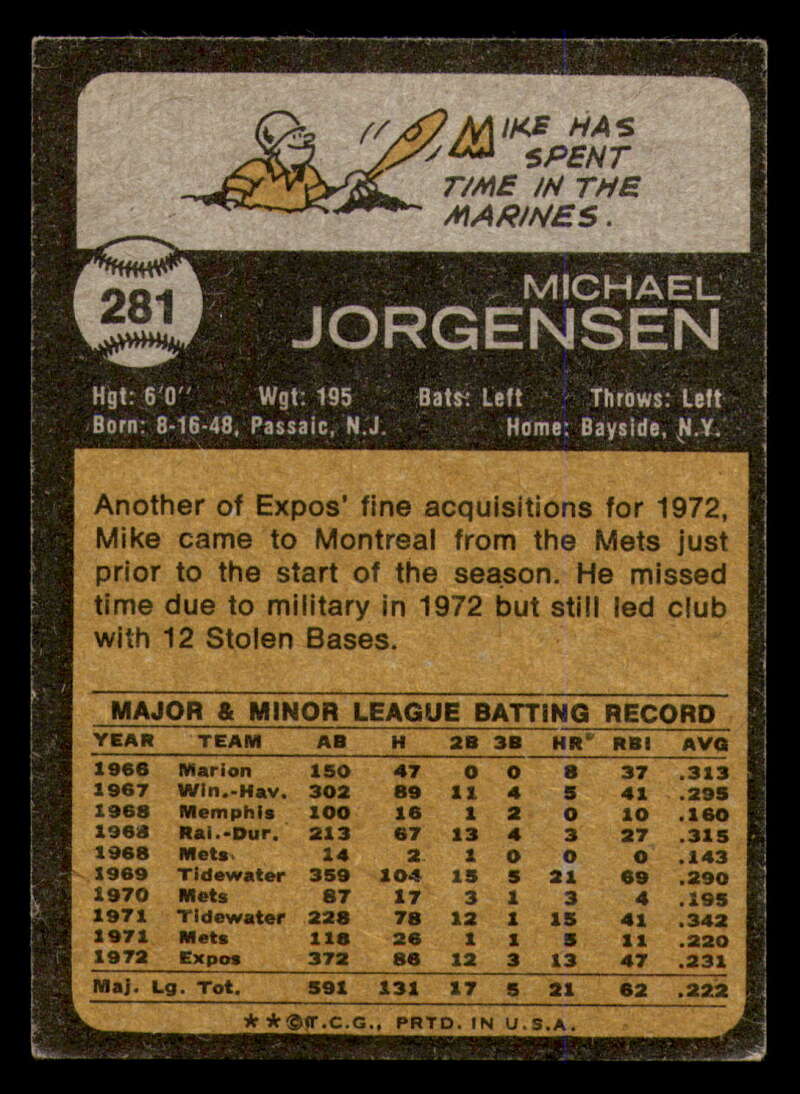 MIKE HAS
SPENT
TIME IN THE
MARINES.
281
MICHAEL
JORGENSEN
Hgt: 6'0" Wgt: 195 Bats: Left Throws: Left
Born: 8-16-48, Passaic, N.J. Home: Bayside, N.Y.
Another of Expos' fine acquisitions for 1972,
Mike came to Montreal from the Mets just
prior to the start of the season. He missed
time due to military in 1972 but still led club
with 12 Stolen Bases.
MAJOR & MINOR LEAGUE BATTING RECORD
YEAR TEAM AB H 2B 3B HR RBI AVG
1966 Marion 150 47 0 0 8 37 .313
1967 Win.-Hav. 302 89 11 4 5 41 .295
1968 Memphis 100 16 1 2 0 10 .160
1968 Ral.-Dur. 213 67 13 4 3 27 .315
1968 Mets 14 2 1 0 0 0 .143
1969 Tidewater 359 104 15 5 21 69 .290
1970 Mets 87 17 3 1 3 4 .195
1971 Tidewater 228 78 12 1 15 41 .342
1971 Mets 118 26 1 1 5 11 .220
1972 Expos 372 86 12 3 13 47 .231
Maj. Lg. Tot. 591 131 17 5 21 62 .222
**©T.C.G., PRTD. IN U.S.A.